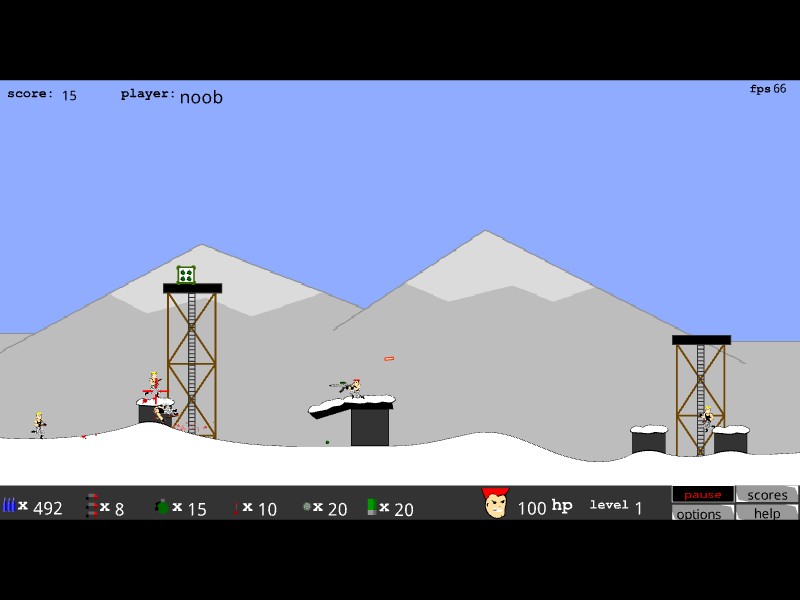 score: 15 player: noob fps 66
x 492 x 8 x 15 x 10 x 20 x 20 100 hp level 1 pause scores
options help